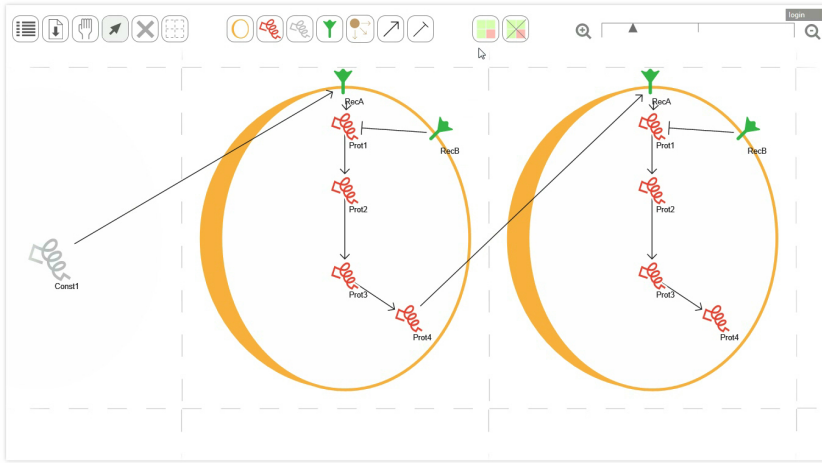 login
RecA
Prot1
RecB
Prot2
Prot3
Prot4
Const1
RecA
Prot1
RecB
Prot2
Prot3
Prot4